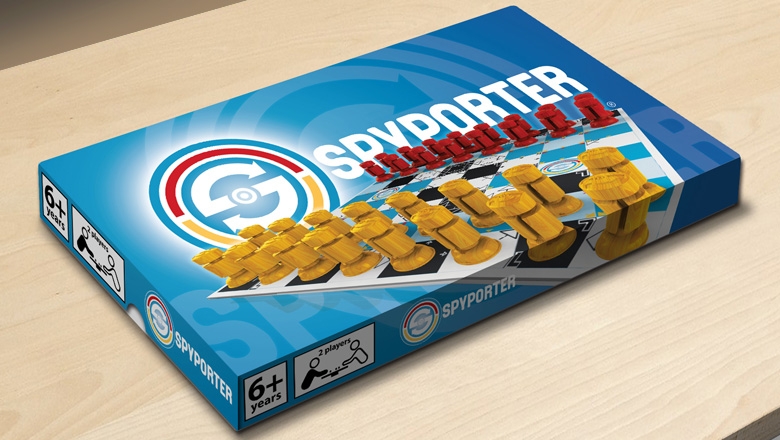 SPYPORTER®
6+
years
2 players
SPYPORTER
6+
years
2 players
SPYPORTER